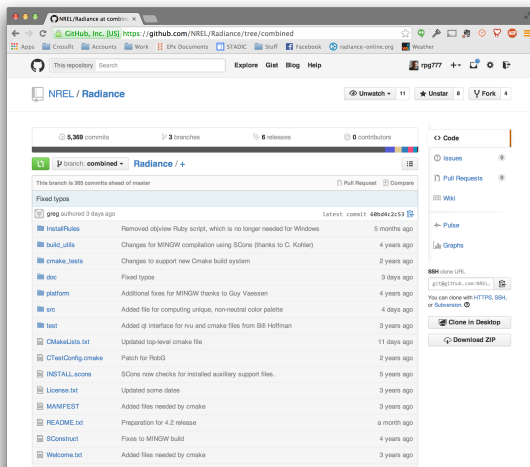 NREL/Radiance at combin
GitHub, Inc. [US] https://github.com/NREL/Radiance/tree/combined
Apps Crossfit Accounts Work EPlx Documents STADIC Stuff Facebook radiance-online.org Weather
This repository Search Explore Gist Blog Help rpg777
NREL / Radiance Unwatch 11 Unstar 8 Fork 4
5,369 commits 3 branches 6 releases 0 contributors
branch: combined Radiance / +
This branch is 365 commits ahead of master Pull Request Compare
Fixed typos
greg authored 3 days ago latest commit 60bd4c2c53
InstallRules Removed objview Ruby script, which is no longer needed for Windows 5 months ago
build_utils Changes for MINGW compilation using SCons (thanks to C. Kohler) 4 years ago
cmake_tests Changes to support new Cmake build system 2 years ago
doc Fixed typos 3 days ago
platform Additional fixes for MINGW thanks to Guy Vaessen 4 years ago
src Added file for computing unique, non-neutral color palette 4 days ago
test Added qt interface for rvu and cmake files from Bill Hoffman 3 years ago
CMakeLists.txt Updated top-level cmake file 11 days ago
CTestConfig.cmake Patch for RobG 2 years ago
INSTALL.scons SCons now checks for installed auxiliary support files. 5 years ago
License.txt Updated some dates 3 years ago
MANIFEST Added files needed by cmake 3 years ago
README.txt Preparation for 4.2 release a month ago
SConstruct Fixes to MINGW build 4 years ago
Welcome.txt Added files needed by cmake 3 years ago
Code
Issues 0
Pull Requests 0
Wiki
Pulse
Graphs
SSH clone URL
git@github.com:NREL,
You can clone with HTTPS, SSH,
or Subversion.
Clone in Desktop
Download ZIP